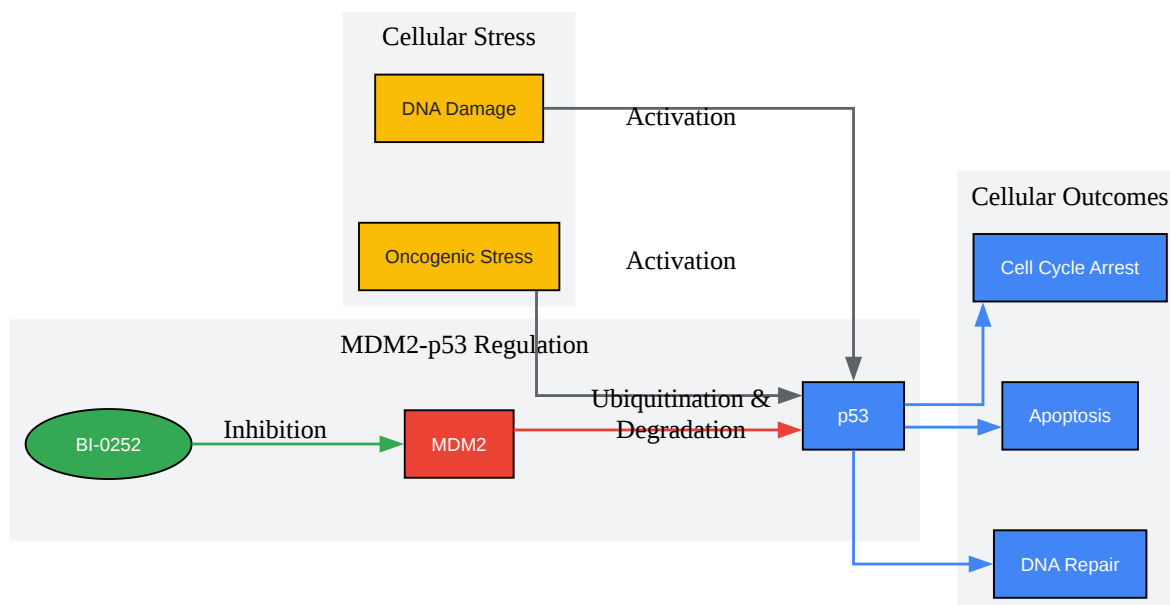 Cellular Stress
DNA Damage
Activation
Cellular Outcomes
Oncogenic Stress
Activation
Cell Cycle Arrest
MDM2-p53 Regulation
Ubiquitination &
Degradation
p53
Apoptosis
BI-0252
Inhibition
MDM2
DNA Repair